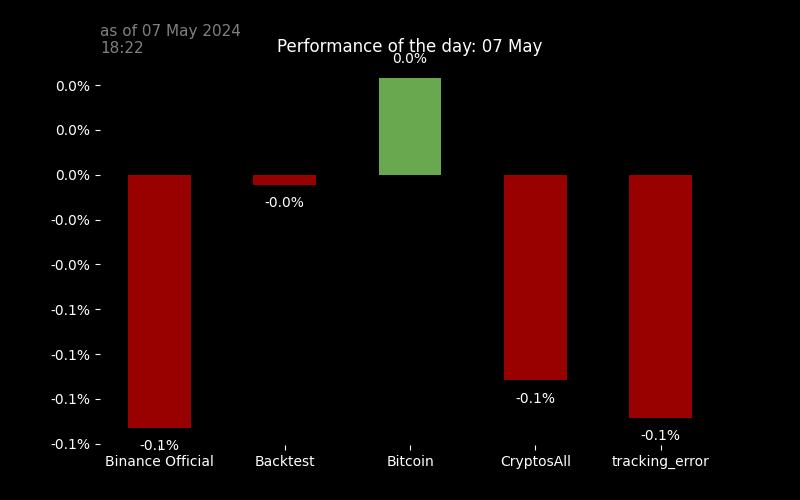 as of 07 May 2024
18:22
Performance of the day: 07 May
0.0%
0.0%
0.0%
0.0%
-0.0%
-0.0%
-0.0%
-0.1%
-0.1%
-0.1%
-0.1%
-0.1%
-0.1%
-0.1%
Binance Official
Backtest
Bitcoin
CryptosAll
tracking_error